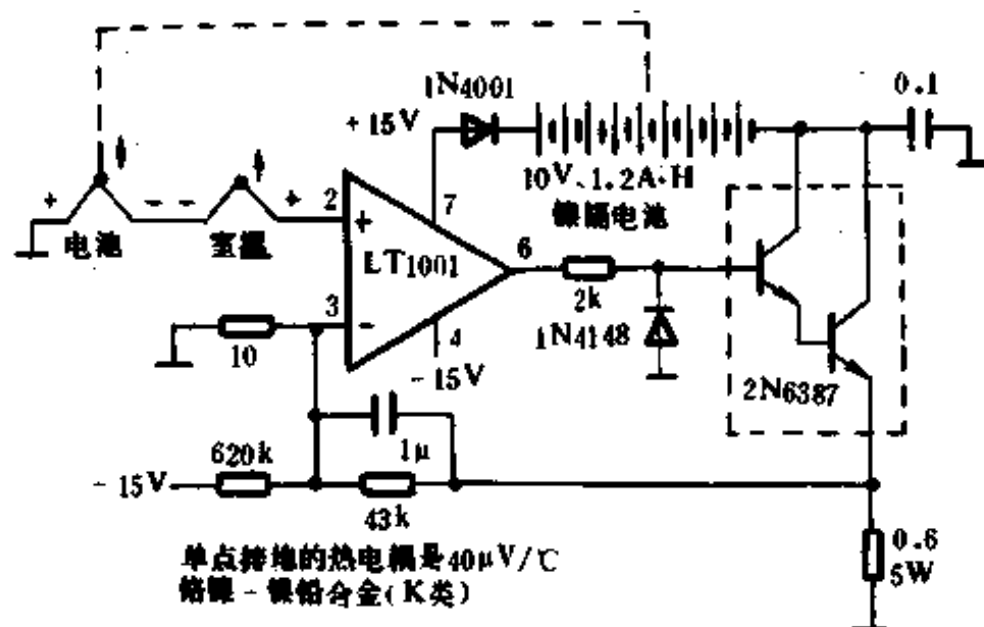 1N4001
0.1
+15V
10V、1.2A·H
镍镉电池
+
-
-
+
2
+
7
电池
室温
LT1001
6
2k
3
-
4
1N4148
10
-15V
2N6387
620k
1μ
-15V
43k
0.6
5W
单点接地的热电耦是40μV/℃
铬镍-镍铝合金(K类)